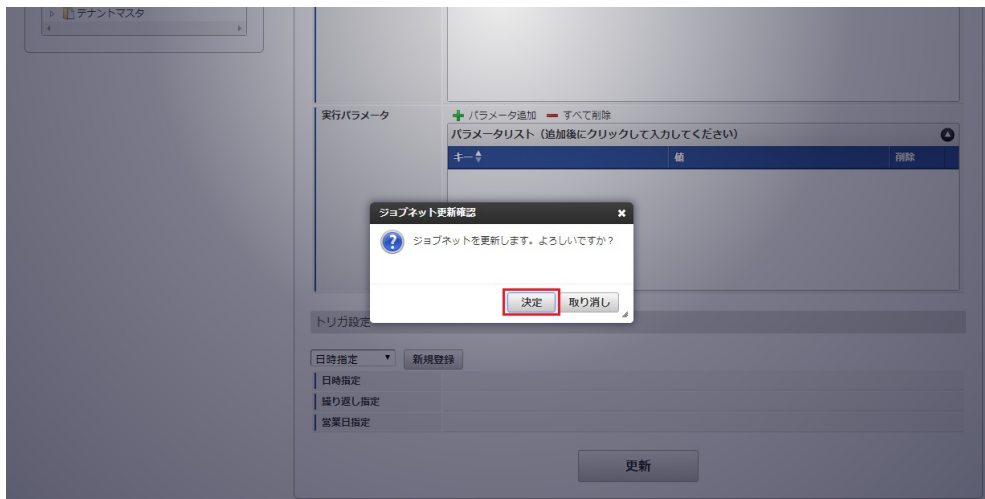 テナントマスタ
実行パラメータ
パラメータ追加 すべて削除
パラメータリスト（追加後にクリックして入力してください）
キー 値 削除
ジョブネット更新確認
ジョブネットを更新します。よろしいですか？
決定 取り消し
トリガ設定
日時指定 新規登録
日時指定
繰り返し指定
営業日指定
更新